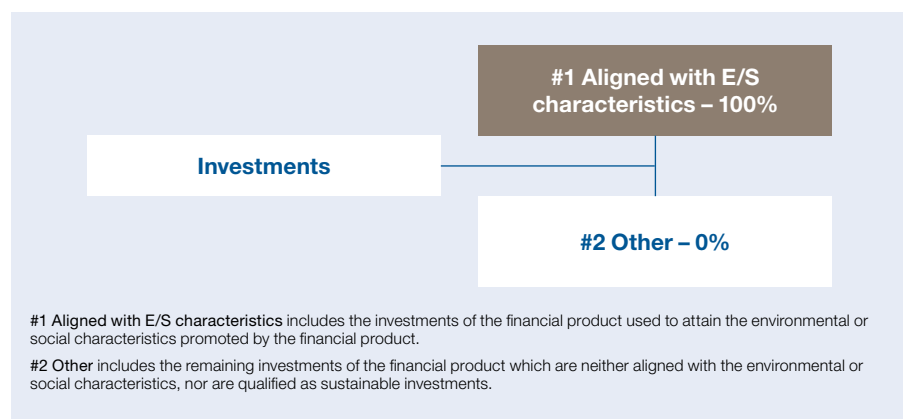 #1 Aligned with E/S
characteristics – 100%
Investments
#2 Other – 0%
#1 Aligned with E/S characteristics includes the investments of the financial product used to attain the environmental or
social characteristics promoted by the financial product.
#2 Other includes the remaining investments of the financial product which are neither aligned with the environmental or
social characteristics, nor are qualified as sustainable investments.